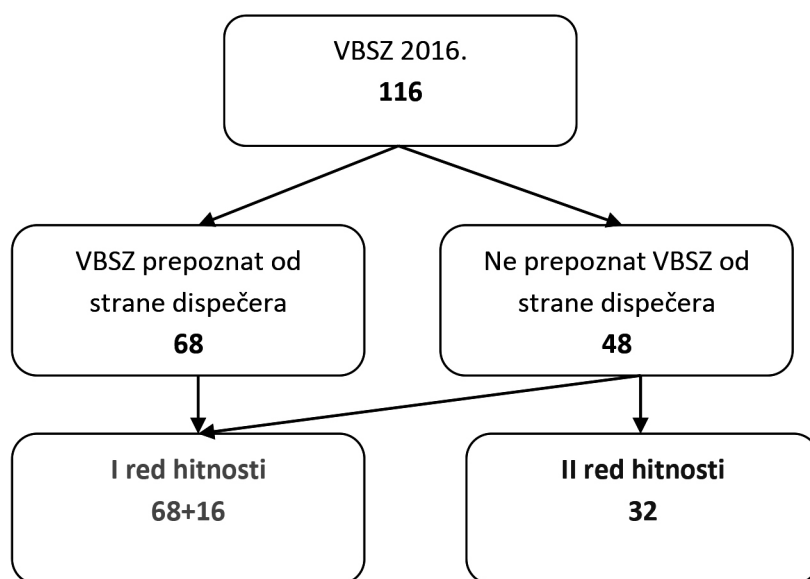 VBSZ 2016.
116
VBSZ prepoznat od
strane dispečera
68
Ne prepoznat VBSZ od
strane dispečera
48
I red hitnosti
68+16
II red hitnosti
32